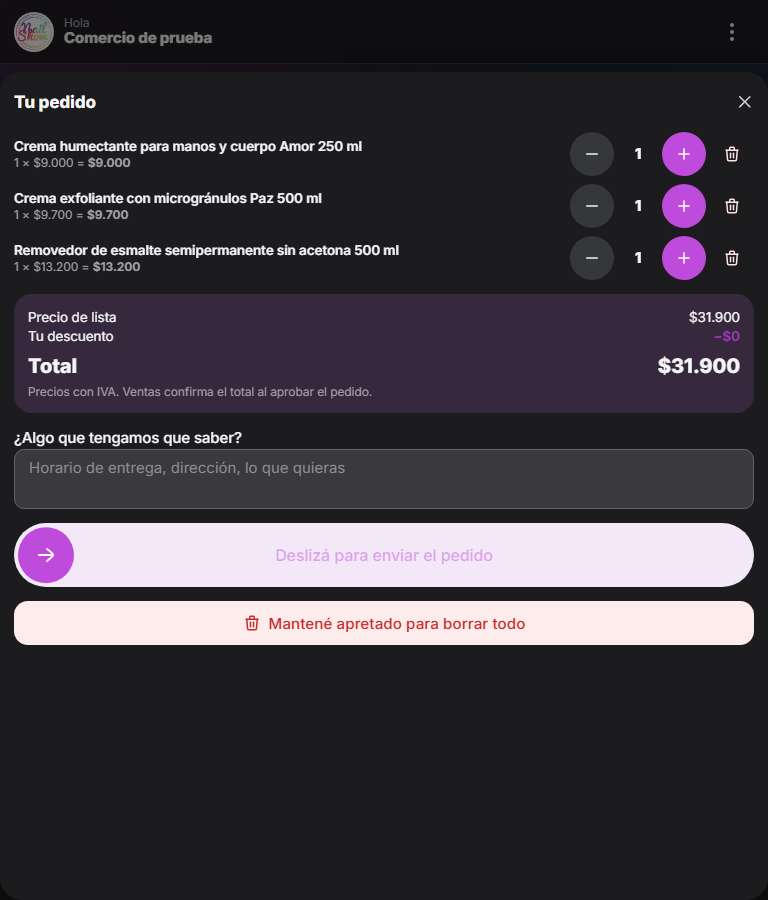 Nail Show
Hola
Comercio de prueba
Tu pedido
Crema humectante para manos y cuerpo Amor 250 ml
1 × $9.000 = $9.000
1
Crema exfoliante con microgránulos Paz 500 ml
1 × $9.700 = $9.700
1
Removedor de esmalte semipermanente sin acetona 500 ml
1 × $13.200 = $13.200
1
Precio de lista $31.900
Tu descuento −$0
Total $31.900
Precios con IVA. Ventas confirma el total al aprobar el pedido.
¿Algo que tengamos que saber?
Horario de entrega, dirección, lo que quieras
Deslizá para enviar el pedido
Mantené apretado para borrar todo